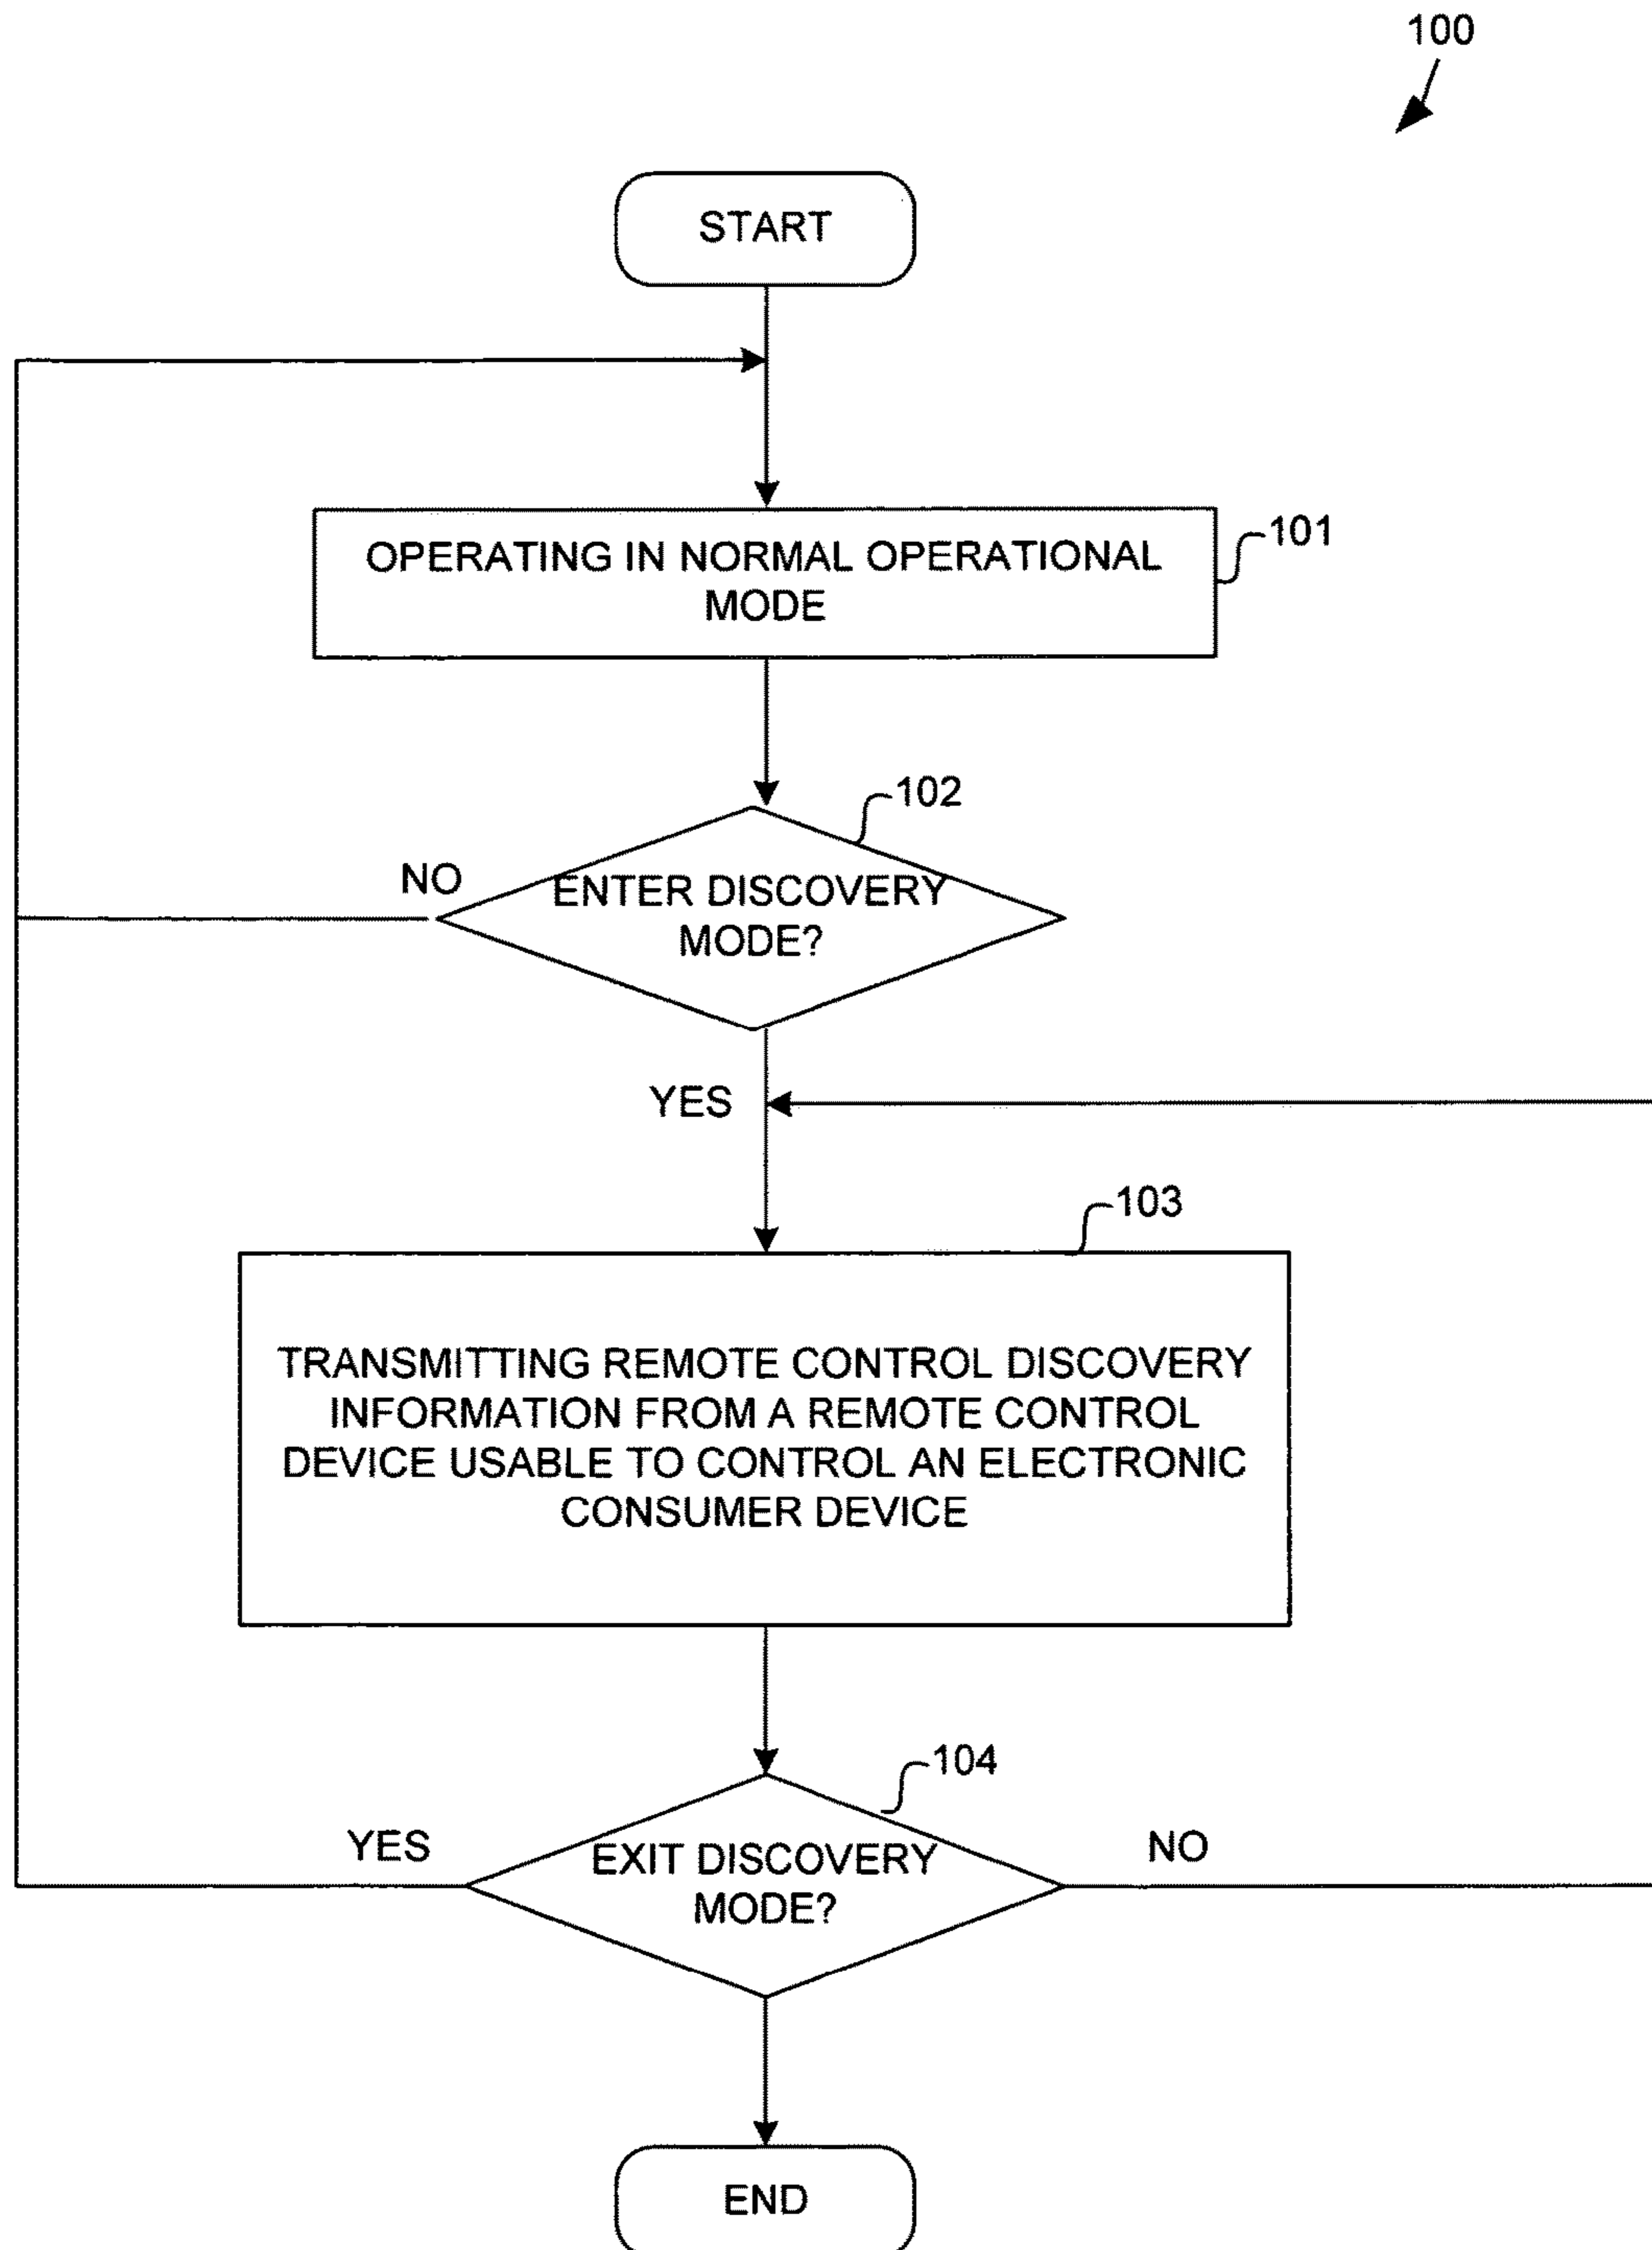 100
START
OPERATING IN NORMAL OPERATIONAL
MODE
101
102
NO
ENTER DISCOVERY
MODE?
YES
103
TRANSMITTING REMOTE CONTROL DISCOVERY
INFORMATION FROM A REMOTE CONTROL
DEVICE USABLE TO CONTROL AN ELECTRONIC
CONSUMER DEVICE
104
YES
EXIT DISCOVERY
MODE?
NO
END